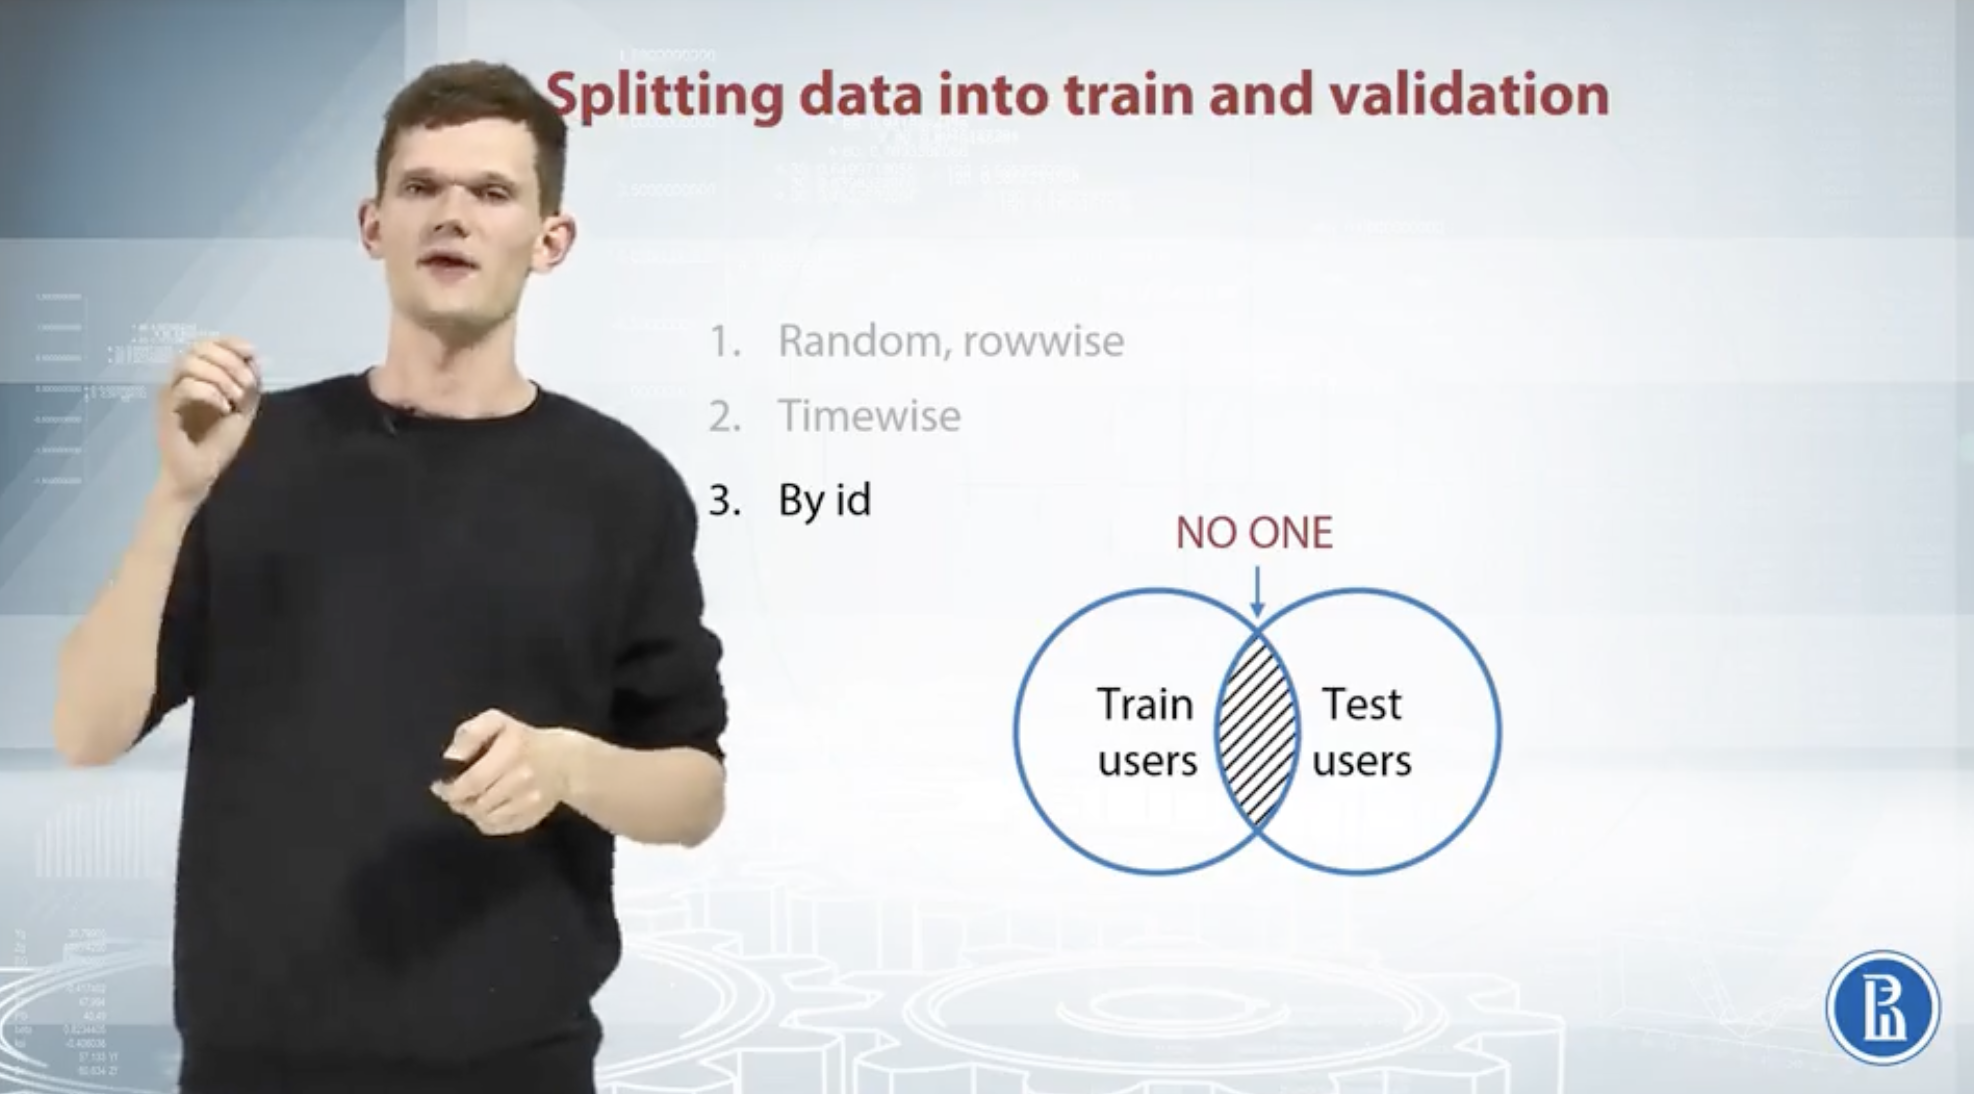 Splitting data into train and validation
1. Random, rowwise
2. Timewise
3. By id
NO ONE
Train users
Test users